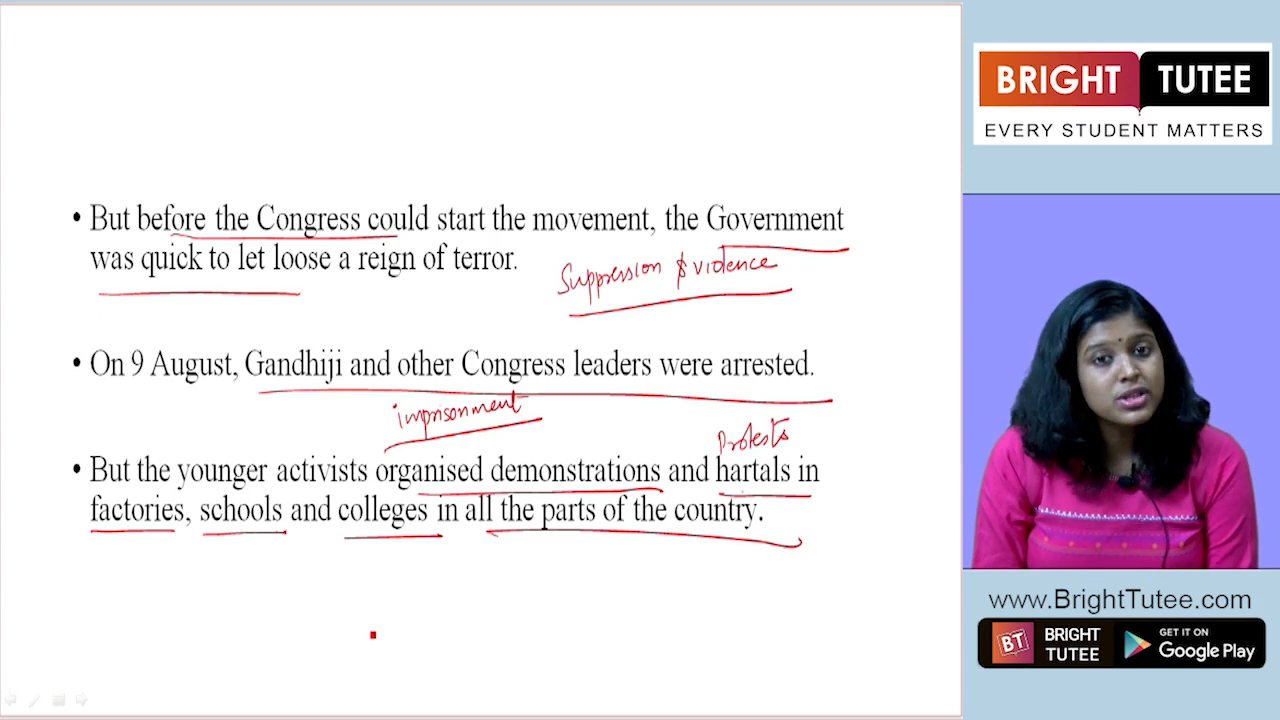 • But before the Congress could start the movement, the Government
was quick to let loose a reign of terror.
Suppression & violence
• On 9 August, Gandhiji and other Congress leaders were arrested.
imprisonment
Protests
• But the younger activists organised demonstrations and hartals in
factories, schools and colleges in all the parts of the country.
BRIGHT TUTEE
EVERY STUDENT MATTERS
www.BrightTutee.com
BT
BRIGHT
TUTEE
GET IT ON
Google Play